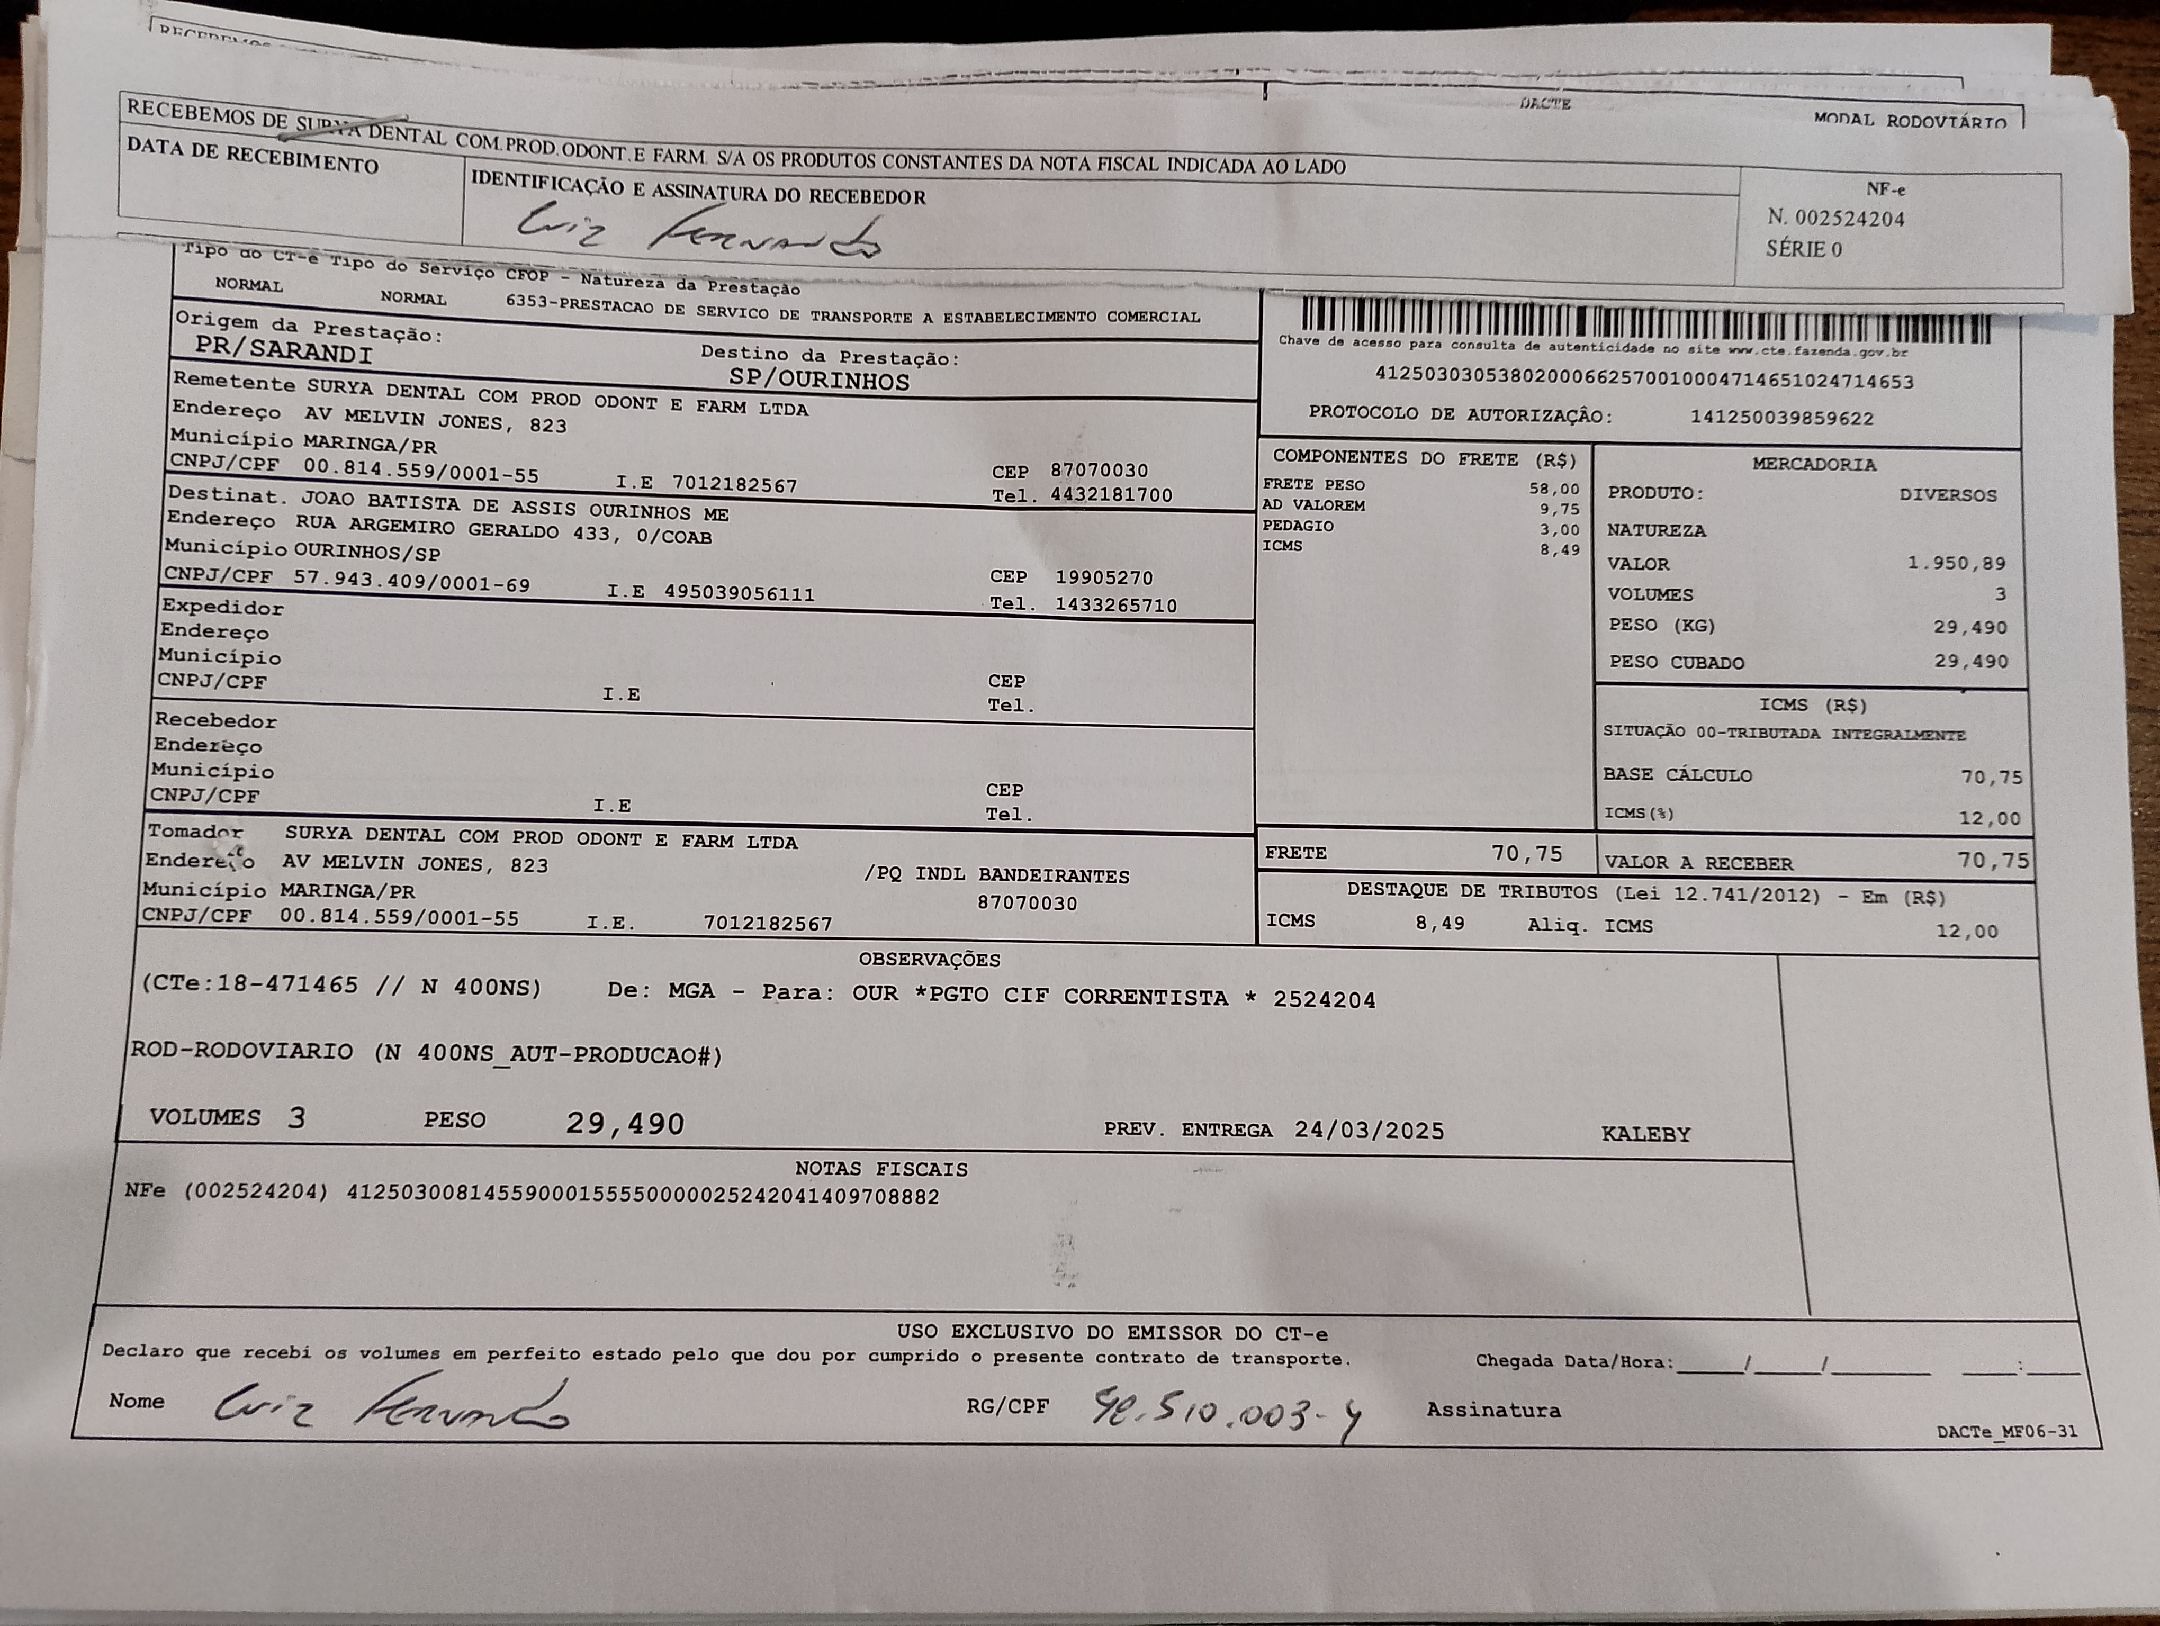 DACTE
MODAL RODOVIÁRIO
RECEBEMOS DE SURYA DENTAL COM.PROD.ODONT.E FARM. S/A OS PRODUTOS CONSTANTES DA NOTA FISCAL INDICADA AO LADO
DATA DE RECEBIMENTO
IDENTIFICAÇÃO E ASSINATURA DO RECEBEDOR
Luiz Fernando
NF-e
N. 002524204
SÉRIE 0
Tipo do CT-e Tipo do Serviço CFOP - Natureza da Prestação
NORMAL NORMAL 6353-PRESTACAO DE SERVICO DE TRANSPORTE A ESTABELECIMENTO COMERCIAL
Origem da Prestação: Destino da Prestação:
PR/SARANDI SP/OURINHOS
Chave de acesso para consulta de autenticidade no site www.cte.fazenda.gov.br
41250303053802000662570010004714651024714653
PROTOCOLO DE AUTORIZAÇÂO: 141250039859622
Remetente SURYA DENTAL COM PROD ODONT E FARM LTDA
Endereço AV MELVIN JONES, 823
Município MARINGA/PR CEP 87070030
CNPJ/CPF 00.814.559/0001-55 I.E 7012182567 Tel. 4432181700
Destinat. JOAO BATISTA DE ASSIS OURINHOS ME
Endereço RUA ARGEMIRO GERALDO 433, 0/COAB
Município OURINHOS/SP CEP 19905270
CNPJ/CPF 57.943.409/0001-69 I.E 495039056111 Tel. 1433265710
Expedidor
Endereço
Município CEP
CNPJ/CPF I.E Tel.
Recebedor
Endereço
Município CEP
CNPJ/CPF I.E Tel.
Tomador SURYA DENTAL COM PROD ODONT E FARM LTDA
Endereço AV MELVIN JONES, 823 /PQ INDL BANDEIRANTES
Município MARINGA/PR 87070030
CNPJ/CPF 00.814.559/0001-55 I.E. 7012182567
COMPONENTES DO FRETE (R$)
FRETE PESO 58,00
AD VALOREM 9,75
PEDAGIO 3,00
ICMS 8,49
MERCADORIA
PRODUTO: DIVERSOS
NATUREZA
VALOR 1.950,89
VOLUMES 3
PESO (KG) 29,490
PESO CUBADO 29,490
ICMS (R$)
SITUAÇÃO 00-TRIBUTADA INTEGRALMENTE
BASE CÁLCULO 70,75
ICMS(%) 12,00
FRETE 70,75 VALOR A RECEBER 70,75
DESTAQUE DE TRIBUTOS (Lei 12.741/2012) - Em (R$)
ICMS 8,49 Aliq. ICMS 12,00
OBSERVAÇÕES
(CTe:18-471465 // N 400NS) De: MGA - Para: OUR *PGTO CIF CORRENTISTA * 2524204
ROD-RODOVIARIO (N 400NS_AUT-PRODUCAO#)
VOLUMES 3 PESO 29,490 PREV. ENTREGA 24/03/2025 KALEBY
NOTAS FISCAIS
NFe (002524204) 41250300814559000155550000025242041409708882
USO EXCLUSIVO DO EMISSOR DO CT-e
Declaro que recebi os volumes em perfeito estado pelo que dou por cumprido o presente contrato de transporte. Chegada Data/Hora:____/____/______ ___:___
Nome Luiz Fernando RG/CPF Assinatura
DACTe_MF06-31